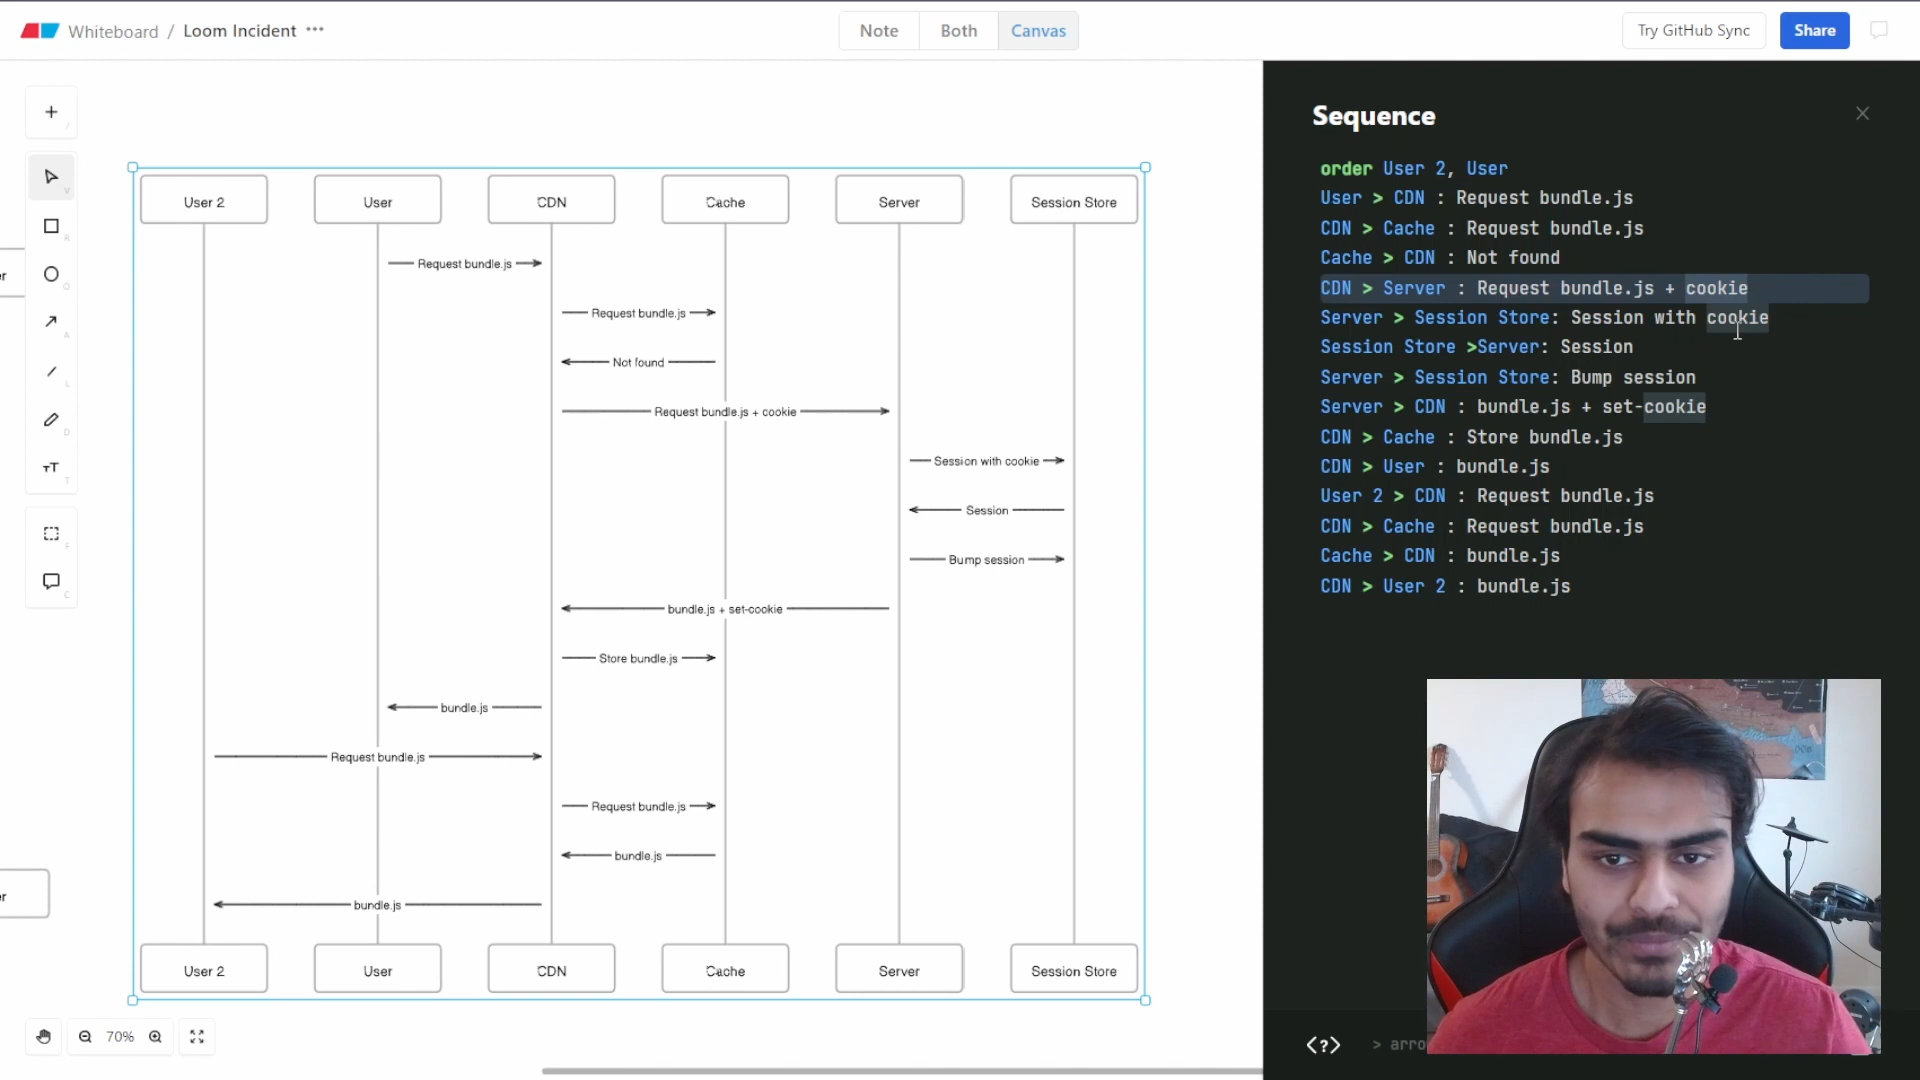 Whiteboard / Loom Incident •••
Note Both Canvas
Try GitHub Sync Share
User 2 User CDN Cache Server Session Store
Request bundle.js
Request bundle.js
Not found
Request bundle.js + cookie
Session with cookie
Session
Bump session
bundle.js + set-cookie
Store bundle.js
bundle.js
Request bundle.js
Request bundle.js
bundle.js
bundle.js
User 2 User CDN Cache Server Session Store
er
er
V
R
O
A
L
D
TT T
F
C
70%
Sequence
order User 2, User
User > CDN : Request bundle.js
CDN > Cache : Request bundle.js
Cache > CDN : Not found
CDN > Server : Request bundle.js + cookie
Server > Session Store: Session with cookie
Session Store >Server: Session
Server > Session Store: Bump session
Server > CDN : bundle.js + set-cookie
CDN > Cache : Store bundle.js
CDN > User : bundle.js
User 2 > CDN : Request bundle.js
CDN > Cache : Request bundle.js
Cache > CDN : bundle.js
CDN > User 2 : bundle.js
<?> > arro